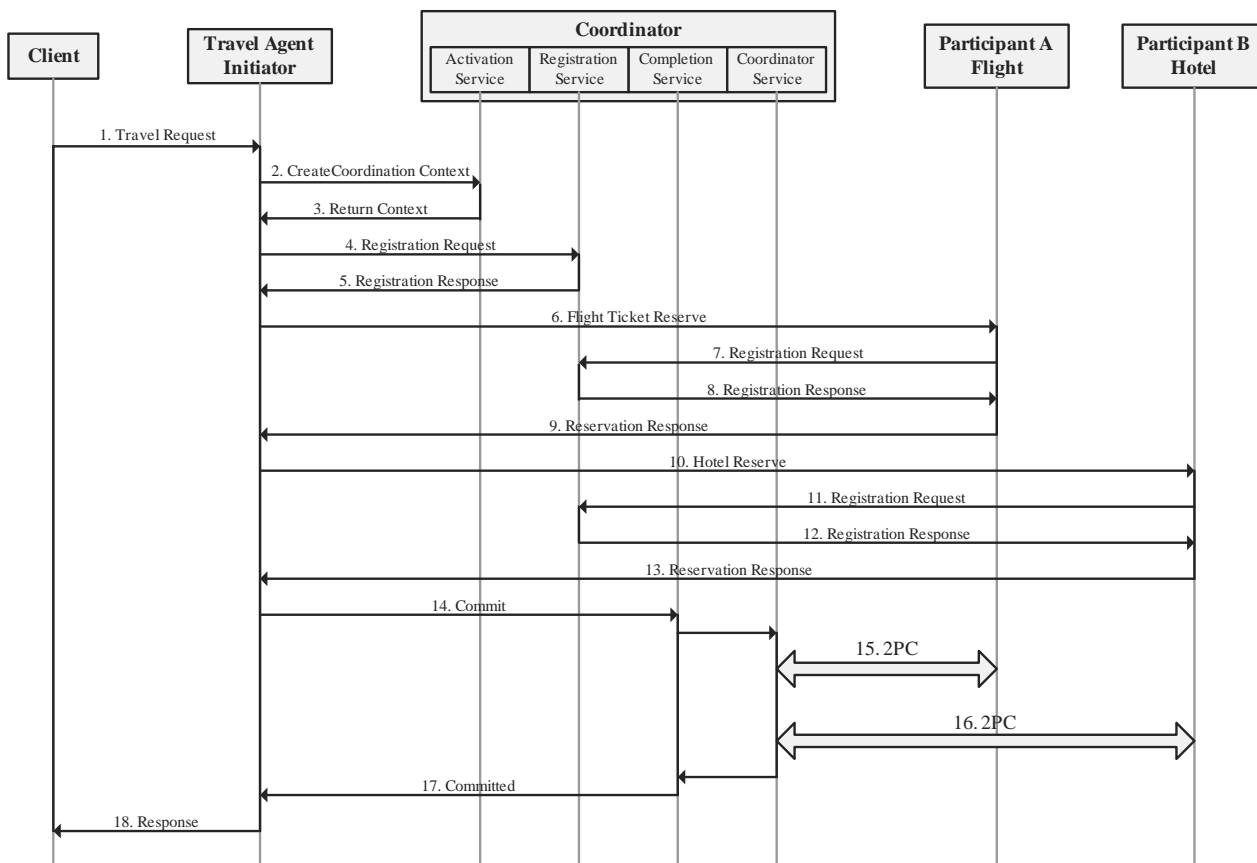 Client
Travel Agent
Initiator
Coordinator
Activation
Service
Registration
Service
Completion
Service
Coordinator
Service
Participant A
Flight
Participant B
Hotel
1. Travel Request
2. CreateCoordination Context
3. Return Context
4. Registration Request
5. Registration Response
6. Flight Ticket Reserve
7. Registration Request
8. Registration Response
9. Reservation Response
10. Hotel Reserve
11. Registration Request
12. Registration Response
13. Reservation Response
14. Commit
15. 2PC
16. 2PC
17. Committed
18. Response